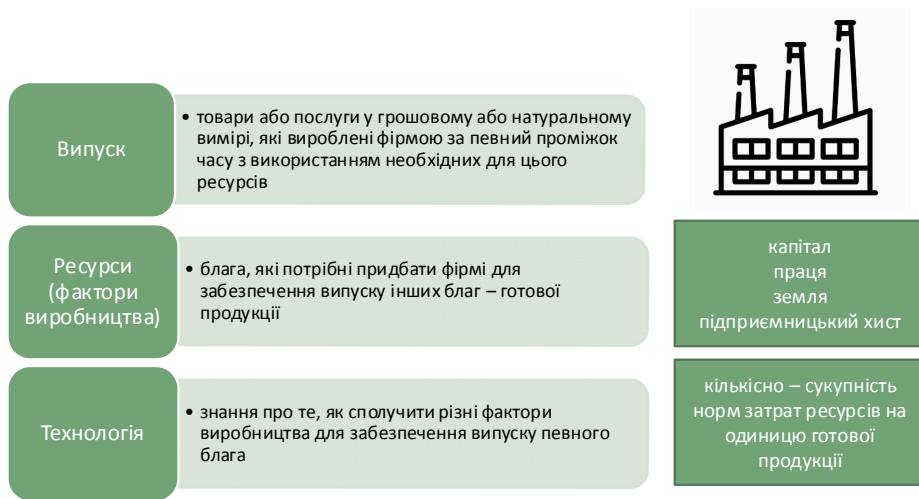 Випуск
• товари або послуги у грошовому або натуральному
вимірі, які вироблені фірмою за певний проміжок
часу з використанням необхідних для цього
ресурсів
Ресурси
(фактори
виробництва)
• блага, які потрібні придбати фірмі для
забезпечення випуску інших благ – готової
продукції
капітал
праця
земля
підприємницький хист
Технологія
• знання про те, як сполучити різні фактори
виробництва для забезпечення випуску певного
блага
кількісно – сукупність
норм затрат ресурсів на
одиницю готової
продукції